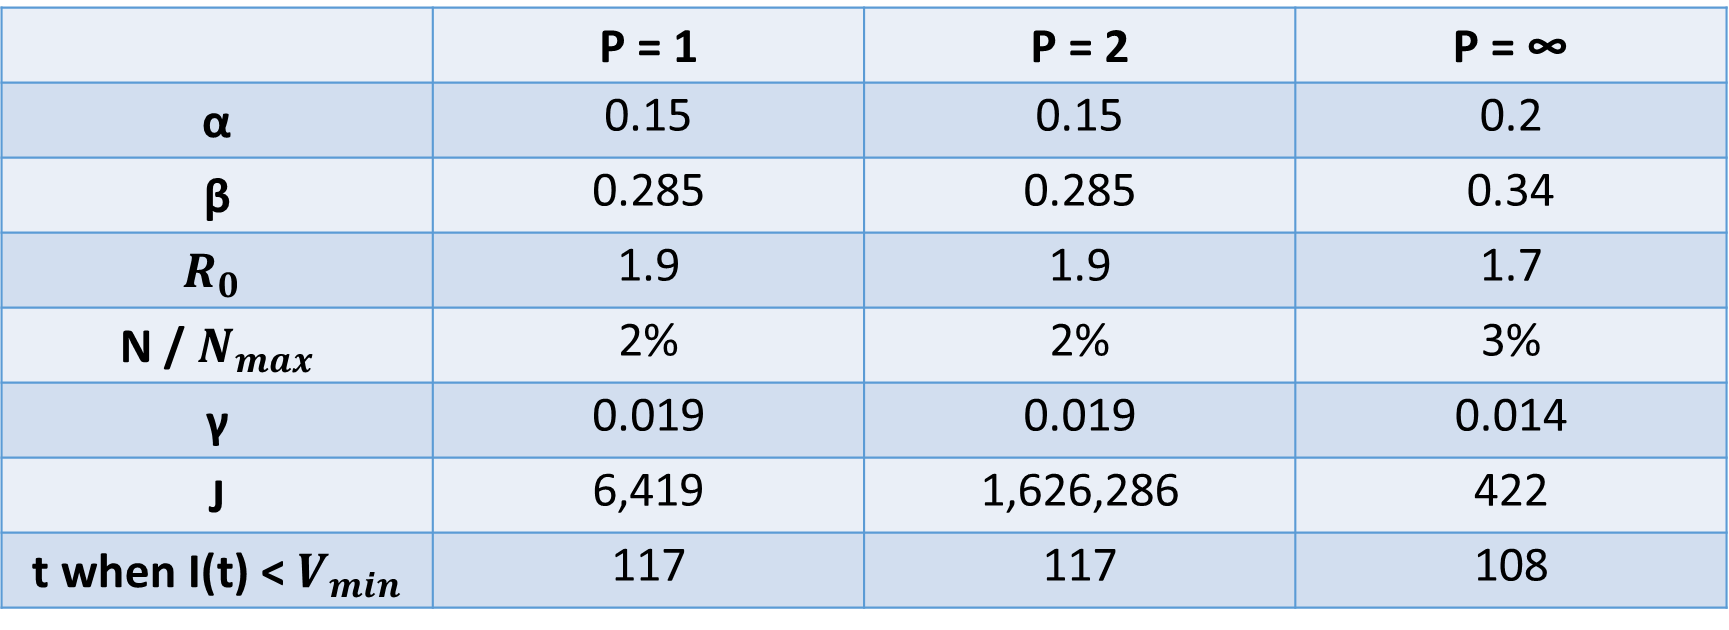 P = 1 P = 2 P = ∞
α 0.15 0.15 0.2
β 0.285 0.285 0.34
R₀ 1.9 1.9 1.7
N / Nₘₐₓ 2% 2% 3%
γ 0.019 0.019 0.014
J 6,419 1,626,286 422
t when I(t) < Vₘᵢₙ 117 117 108